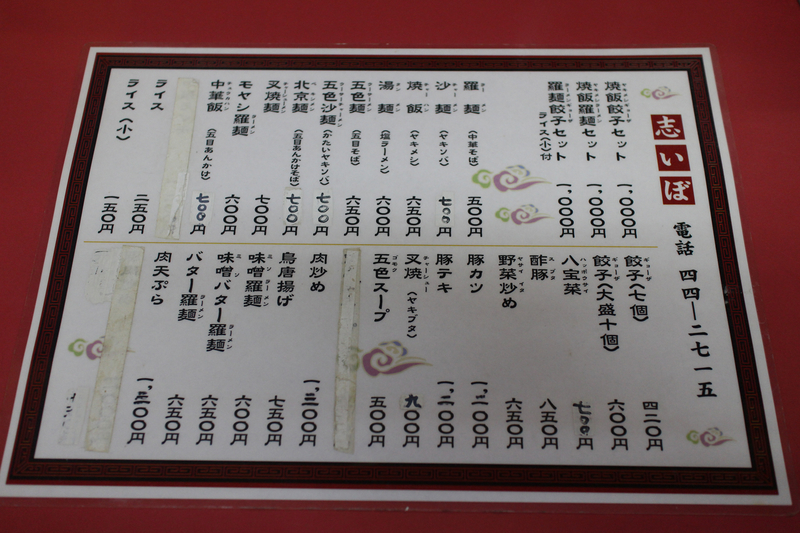 志いぼ
電話 四四―二七一五
焼飯餃子セット 一、〇〇〇円
焼飯羅麺セット 一、〇〇〇円
羅麺餃子セット ライス(小)付 一、〇〇〇円
羅麺(中華そば) 五〇〇円
沙麺(ヤキソバ) 七〇〇円
焼飯(ヤキメシ) 六五〇円
湯麺(塩ラーメン) 六〇〇円
五色麺(五目そば) 六五〇円
五色沙麺(かたいヤキソバ) 七〇〇円
北京麺(五目あんかけそば) 七〇〇円
叉焼麺 七〇〇円
モヤシ羅麺 六〇〇円
中華飯(五目あんかけ) 七〇〇円
ライス 二五〇円
ライス(小) 一五〇円
餃子(七個) 四二〇円
餃子(大盛十個) 六〇〇円
八宝菜 七〇〇円
酢豚 八五〇円
野菜炒め 六五〇円
豚カツ 一、二〇〇円
豚テキ 一、二〇〇円
叉焼(ヤキブタ) 九〇〇円
五色スープ 五〇〇円
肉炒め 一、二〇〇円
鳥唐揚げ 七五〇円
味噌羅麺 六〇〇円
味噌バター羅麺 六五〇円
バター羅麺 六五〇円
肉天ぷら 一、三〇〇円